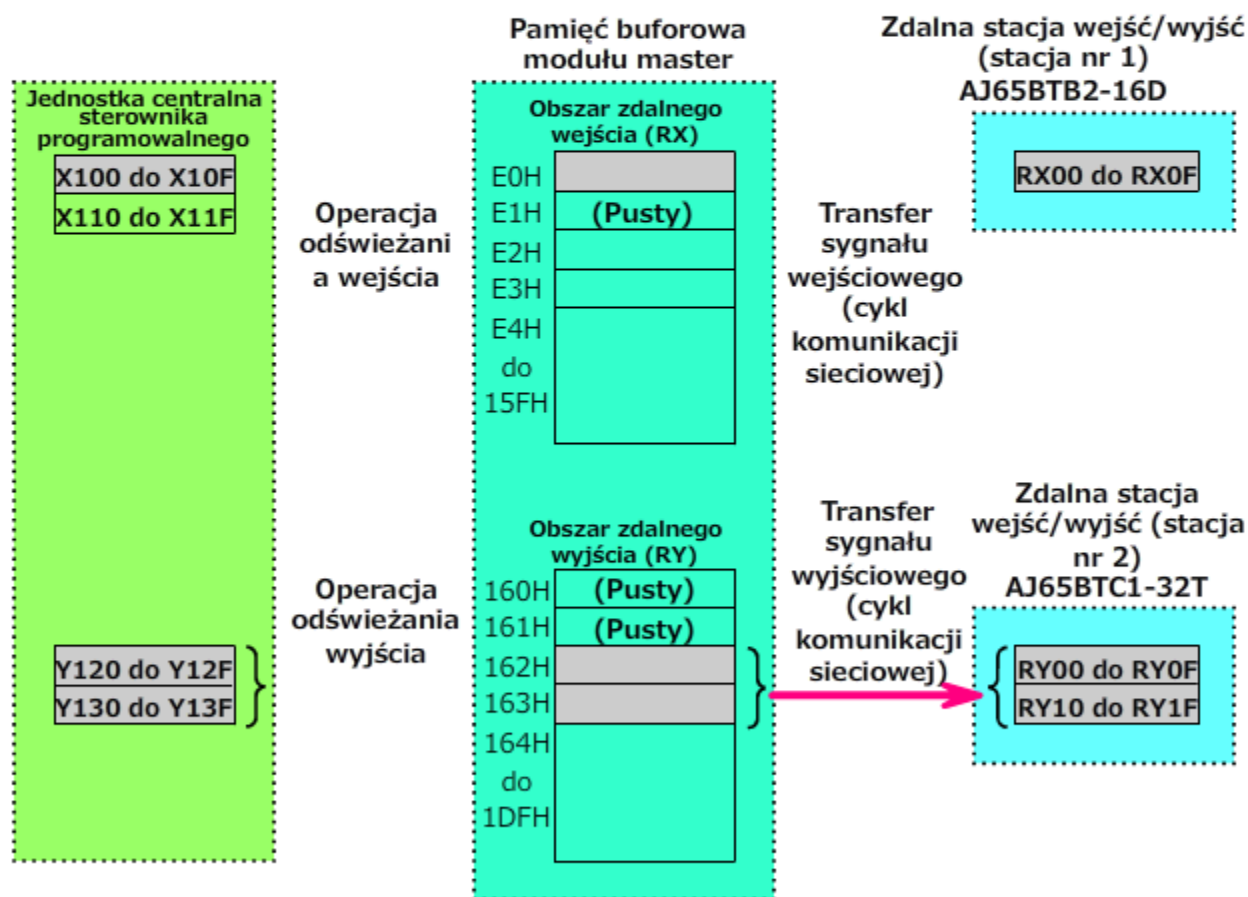 Jednostka centralna
sterownika
programowalnego
X100 do X10F
X110 do X11F
Y120 do Y12F
Y130 do Y13F
Operacja
odświeżani
a wejścia
Operacja
odświeżania
wyjścia
Pamięć buforowa
modułu master
Obszar zdalnego
wejścia (RX)
E0H
E1H
(Pusty)
E2H
E3H
E4H
do
15FH
Obszar zdalnego
wyjścia (RY)
160H
(Pusty)
161H
(Pusty)
162H
163H
164H
do
1DFH
Transfer
sygnału
wejściowego
(cykl
komunikacji
sieciowej)
Transfer
sygnału
wyjściowego
(cykl
komunikacji
sieciowej)
Zdalna stacja wejść/wyjść
(stacja nr 1)
AJ65BTB2-16D
RX00 do RX0F
Zdalna stacja
wejść/wyjść (stacja
nr 2)
AJ65BTC1-32T
RY00 do RY0F
RY10 do RY1F